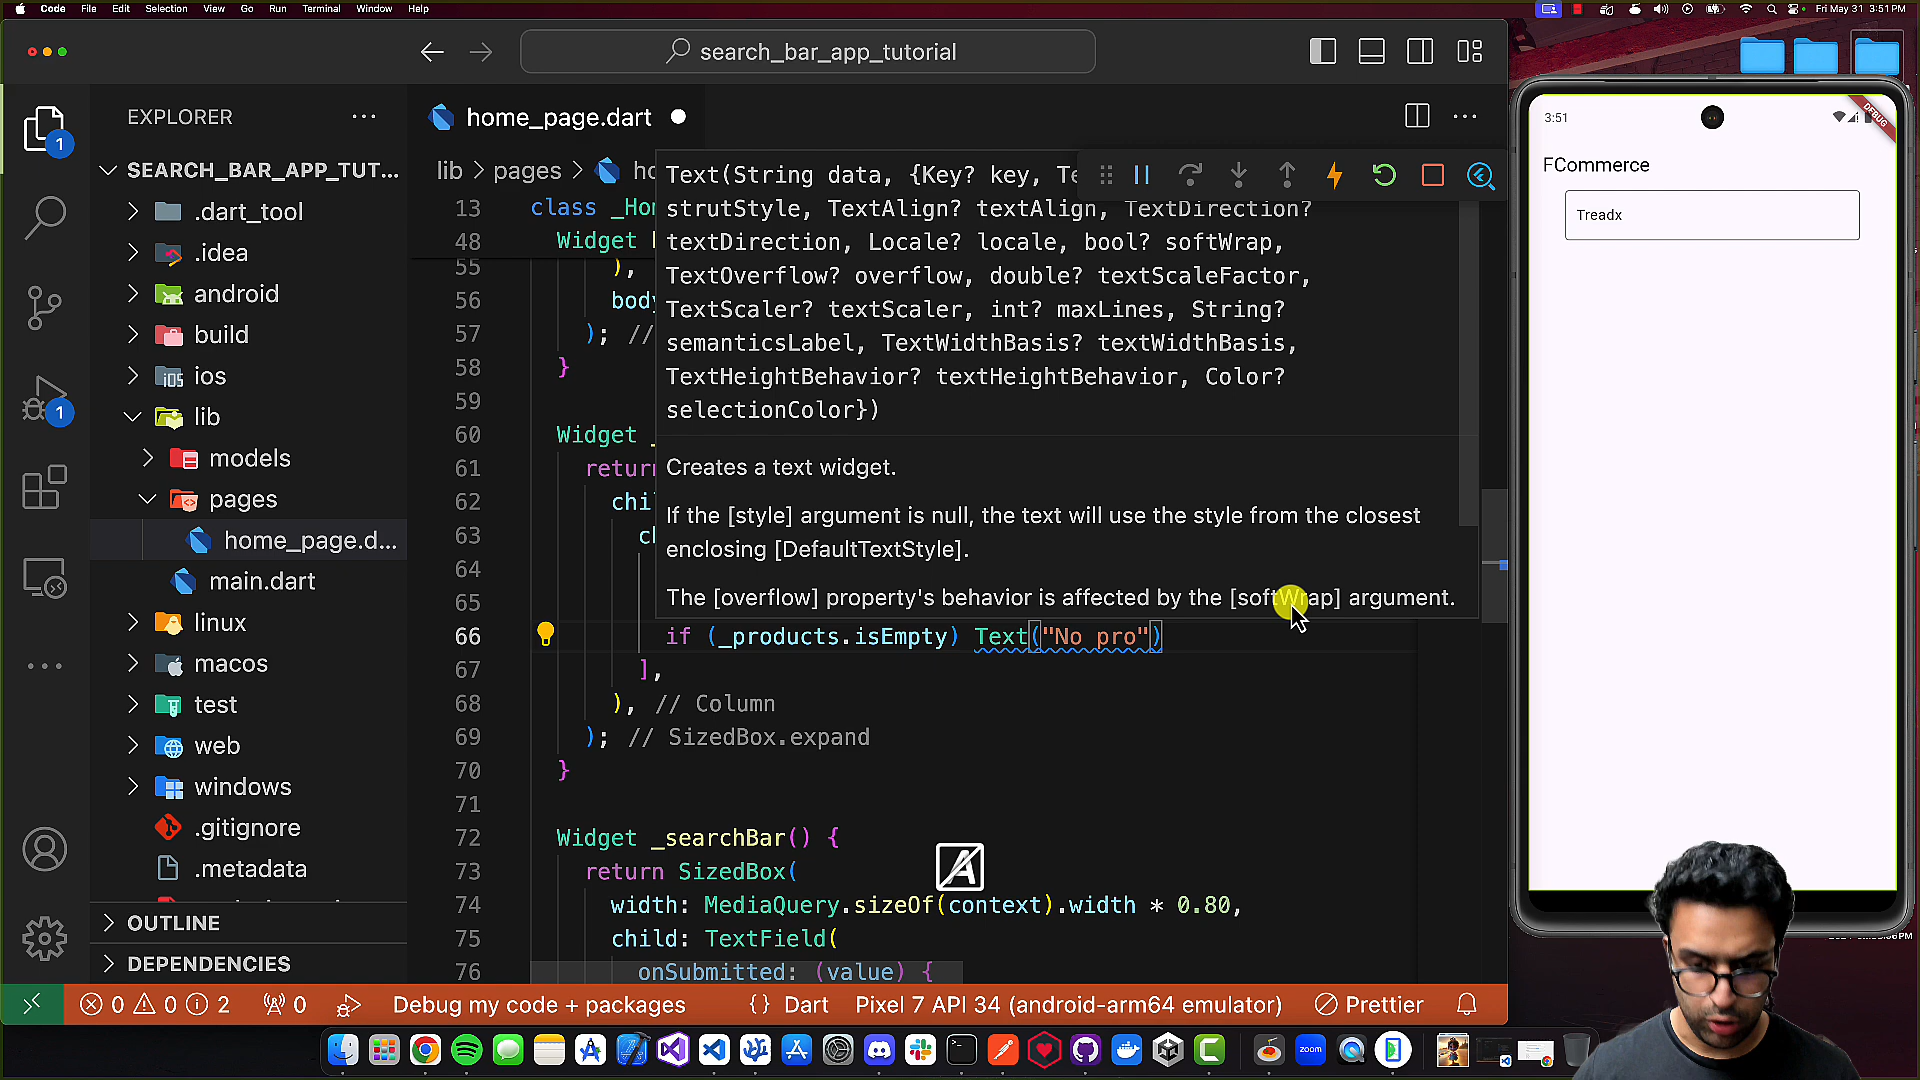 Code File Edit Selection View Go Run Terminal Window Help
Fri May 31 3:51 PM
search_bar_app_tutorial
EXPLORER
SEARCH_BAR_APP_TUT...
.dart_tool
.idea
android
build
ios
lib
models
pages
home_page.d...
main.dart
linux
macos
test
web
windows
.gitignore
.metadata
OUTLINE
DEPENDENCIES
1
1
home_page.dart
lib > pages > ho
Text(String data, {Key? key, Te
strutStyle, TextAlign? textAlign, TextDirection?
textDirection, Locale? locale, bool? softWrap,
TextOverflow? overflow, double? textScaleFactor,
TextScaler? textScaler, int? maxLines, String?
semanticsLabel, TextWidthBasis? textWidthBasis,
TextHeightBehavior? textHeightBehavior, Color?
selectionColor})
Creates a text widget.
If the [style] argument is null, the text will use the style from the closest
enclosing [DefaultTextStyle].
The [overflow] property's behavior is affected by the [softWrap] argument.
13 class _Hom
48 Widget b
55 ),
56 body
57 ); //
58 }
59
60 Widget _
61 return
62 chil
63 ch
64
65
66 if (_products.isEmpty) Text("No pro")
67 ],
68 ), // Column
69 ); // SizedBox.expand
70 }
71
72 Widget _searchBar() {
73 return SizedBox(
74 width: MediaQuery.sizeOf(context).width * 0.80,
75 child: TextField(
76 onSubmitted: (value) {
A
0 0 2 0 Debug my code + packages {} Dart Pixel 7 API 34 (android-arm64 emulator) Prettier
3:51
DEBUG
FCommerce
Treadx
zoom